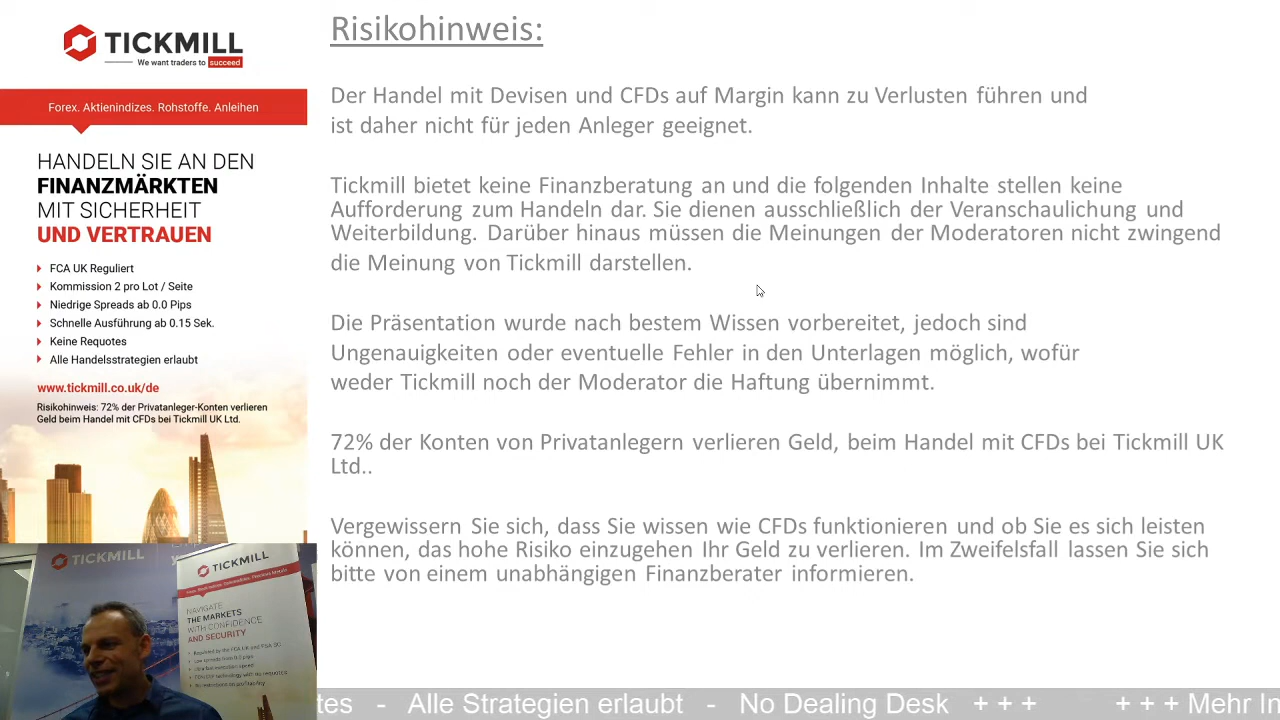 TICKMILL
We want traders to succeed
Forex. Aktienindizes. Rohstoffe. Anleihen
HANDELN SIE AN DEN
FINANZMÄRKTEN
MIT SICHERHEIT
UND VERTRAUEN
FCA UK Reguliert
Kommission 2 pro Lot / Seite
Niedrige Spreads ab 0.0 Pips
Schnelle Ausführung ab 0.15 Sek.
Keine Requotes
Alle Handelsstrategien erlaubt
www.tickmill.co.uk/de
Risikohinweis: 72% der Privatanleger-Konten verlieren
Geld beim Handel mit CFDs bei Tickmill UK Ltd.
Risikohinweis:
Der Handel mit Devisen und CFDs auf Margin kann zu Verlusten führen und
ist daher nicht für jeden Anleger geeignet.
Tickmill bietet keine Finanzberatung an und die folgenden Inhalte stellen keine
Aufforderung zum Handeln dar. Sie dienen ausschließlich der Veranschaulichung und
Weiterbildung. Darüber hinaus müssen die Meinungen der Moderatoren nicht zwingend
die Meinung von Tickmill darstellen.
Die Präsentation wurde nach bestem Wissen vorbereitet, jedoch sind
Ungenauigkeiten oder eventuelle Fehler in den Unterlagen möglich, wofür
weder Tickmill noch der Moderator die Haftung übernimmt.
72% der Konten von Privatanlegern verlieren Geld, beim Handel mit CFDs bei Tickmill UK
Ltd..
Vergewissern Sie sich, dass Sie wissen wie CFDs funktionieren und ob Sie es sich leisten
können, das hohe Risiko einzugehen Ihr Geld zu verlieren. Im Zweifelsfall lassen Sie sich
bitte von einem unabhängigen Finanzberater informieren.
TICKMILL
TICKMILL
NAVIGATE
THE MARKETS
WITH CONFIDENCE
AND SECURITY
tes - Alle Strategien erlaubt - No Dealing Desk +++ +++ Mehr In